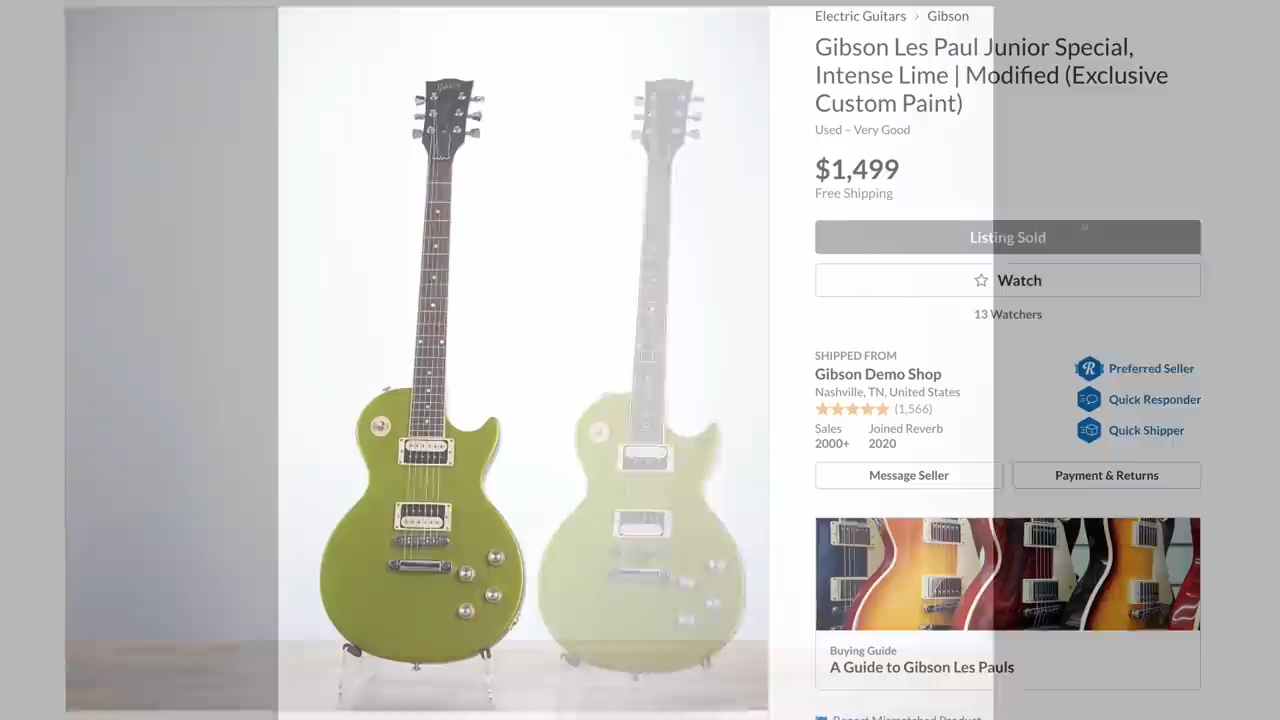 Electric Guitars › Gibson
Gibson Les Paul Junior Special,
Intense Lime | Modified (Exclusive
Custom Paint)
Used – Very Good
$1,499
Free Shipping
Listing Sold
Watch
13 Watchers
SHIPPED FROM
Gibson Demo Shop
Nashville, TN, United States
(1,566)
Sales Joined Reverb
2000+ 2020
Preferred Seller
Quick Responder
Quick Shipper
Message Seller
Payment & Returns
Buying Guide
A Guide to Gibson Les Pauls
Report Mismatched Product